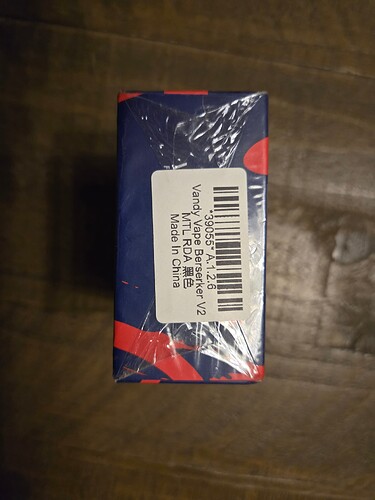 *39055* A.1.2.6
Vandy Vape Berserker V2
MTL RDA 黑色
Made In China